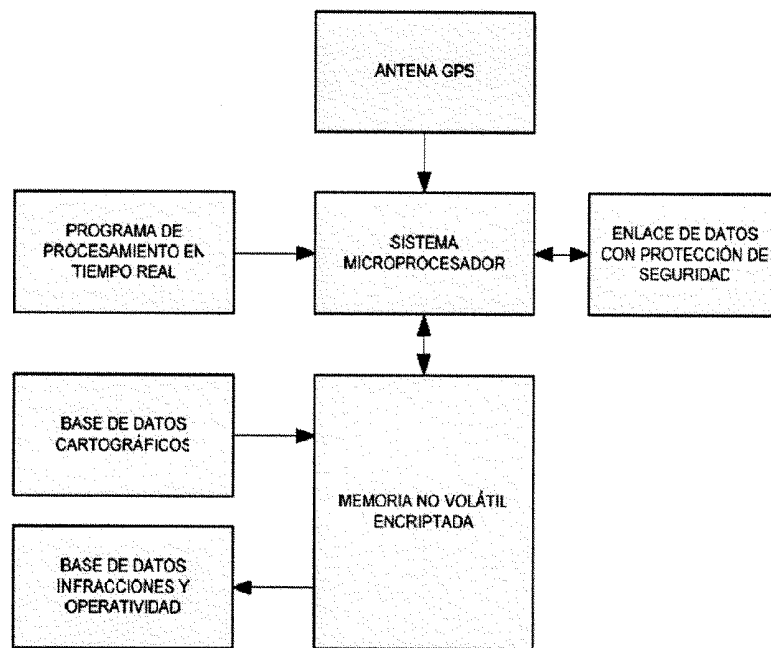 ANTENA GPS
PROGRAMA DE
PROCESAMIENTO EN
TIEMPO REAL
SISTEMA
MICROPROCESADOR
ENLACE DE DATOS
CON PROTECCIÓN DE
SEGURIDAD
BASE DE DATOS
CARTOGRÁFICOS
MEMORIA NO VOLÁTIL
ENCRIPTADA
BASE DE DATOS
INFRACCIONES Y
OPERATIVIDAD